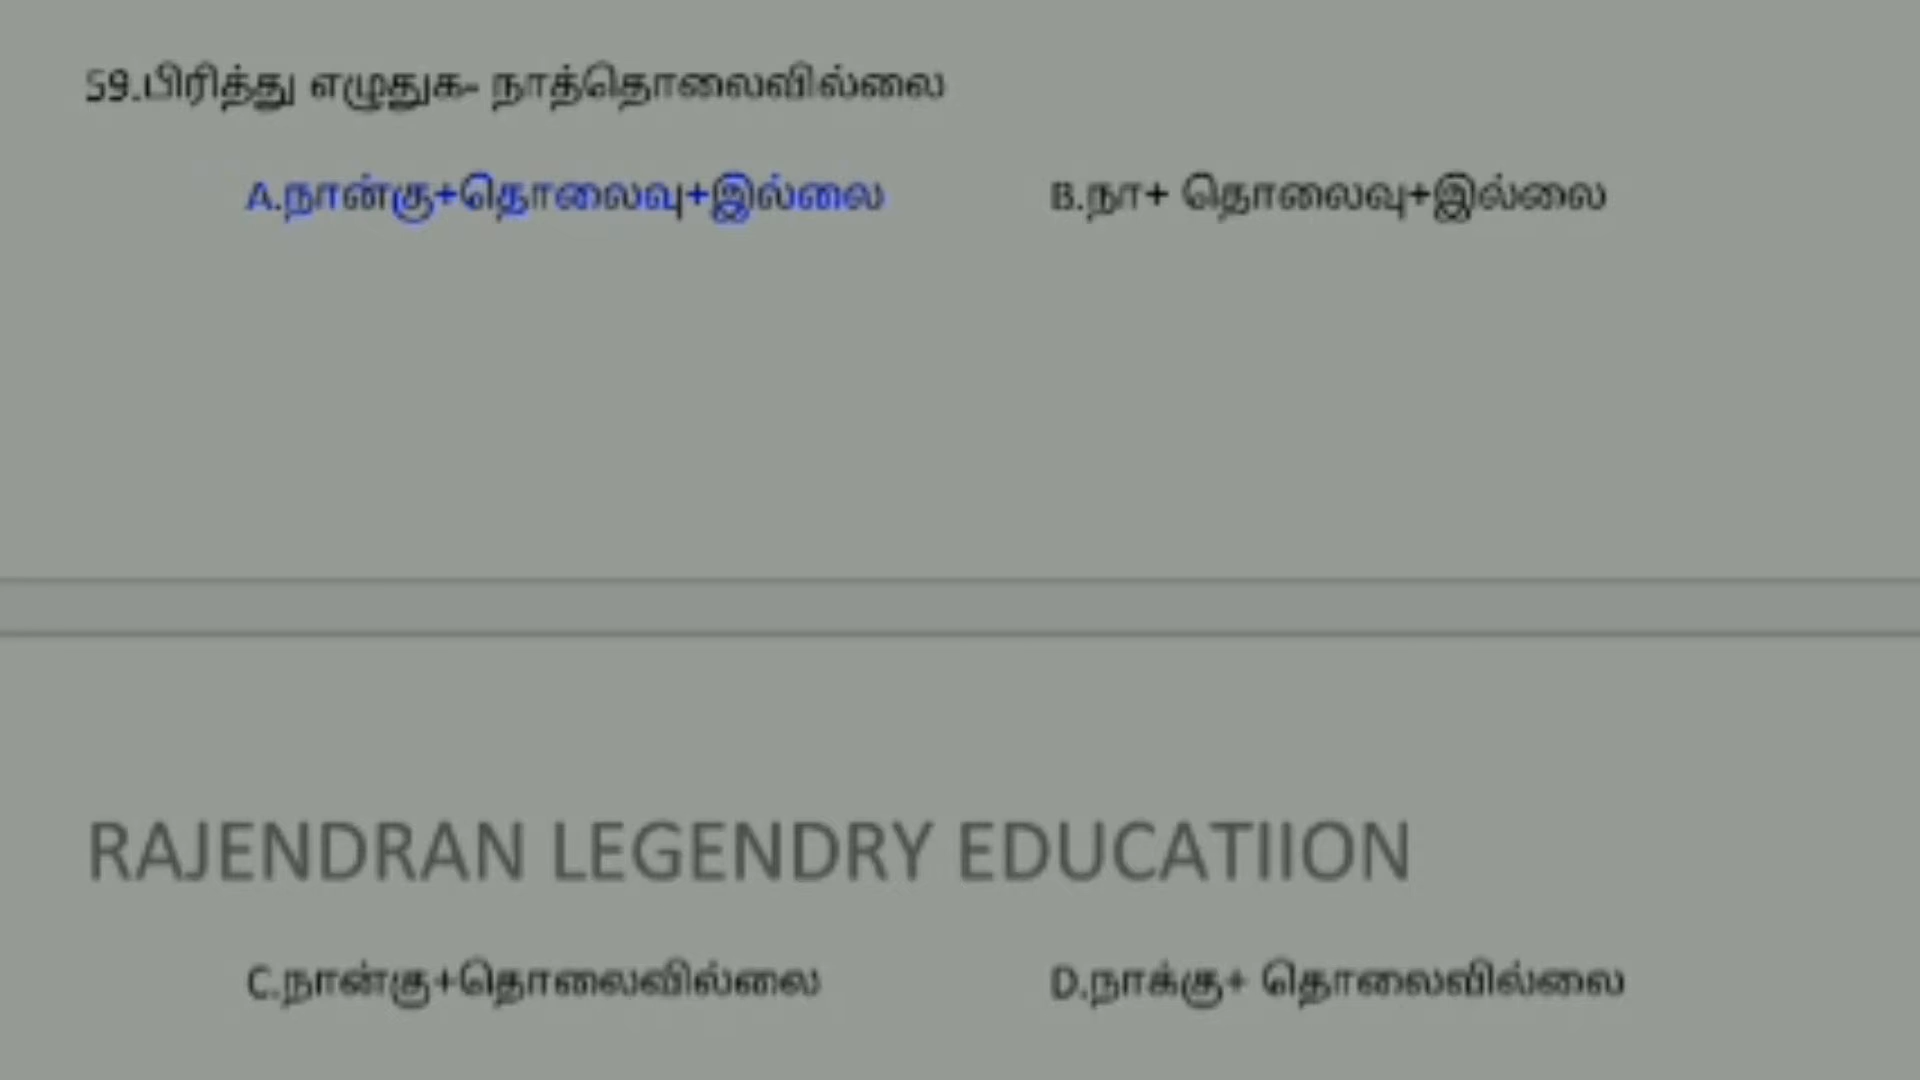 59.பிரித்து எழுதுக- நாத்தொலைவில்லை
A.நான்கு+தொலைவு+இல்லை B.நா+ தொலைவு+இல்லை
RAJENDRAN LEGENDRY EDUCATIION
C.நான்கு+தொலைவில்லை D.நாக்கு+ தொலைவில்லை